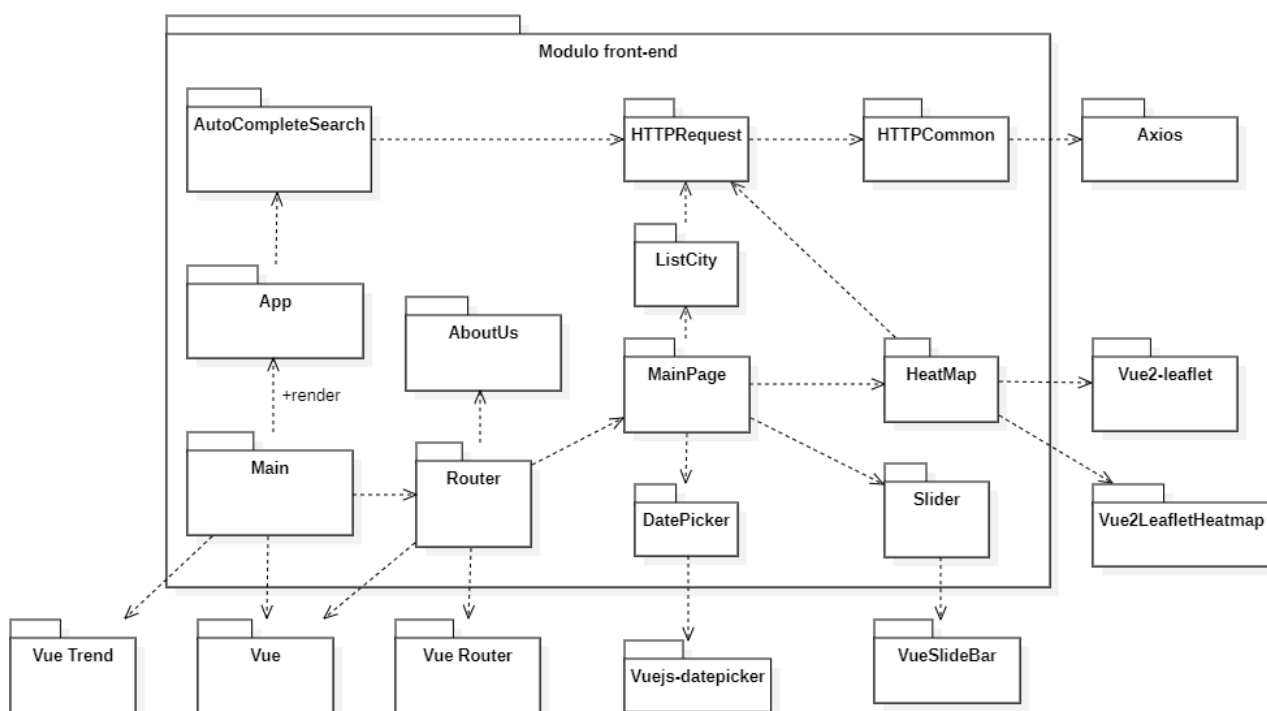 Modulo front-end
AutoCompleteSearch
HTTPRequest
HTTPCommon
Axios
ListCity
App
AboutUs
MainPage
HeatMap
Vue2-leaflet
+render
Main
Router
Slider
DatePicker
Vue2LeafletHeatmap
Vue Trend
Vue
Vue Router
Vuejs-datepicker
VueSlideBar